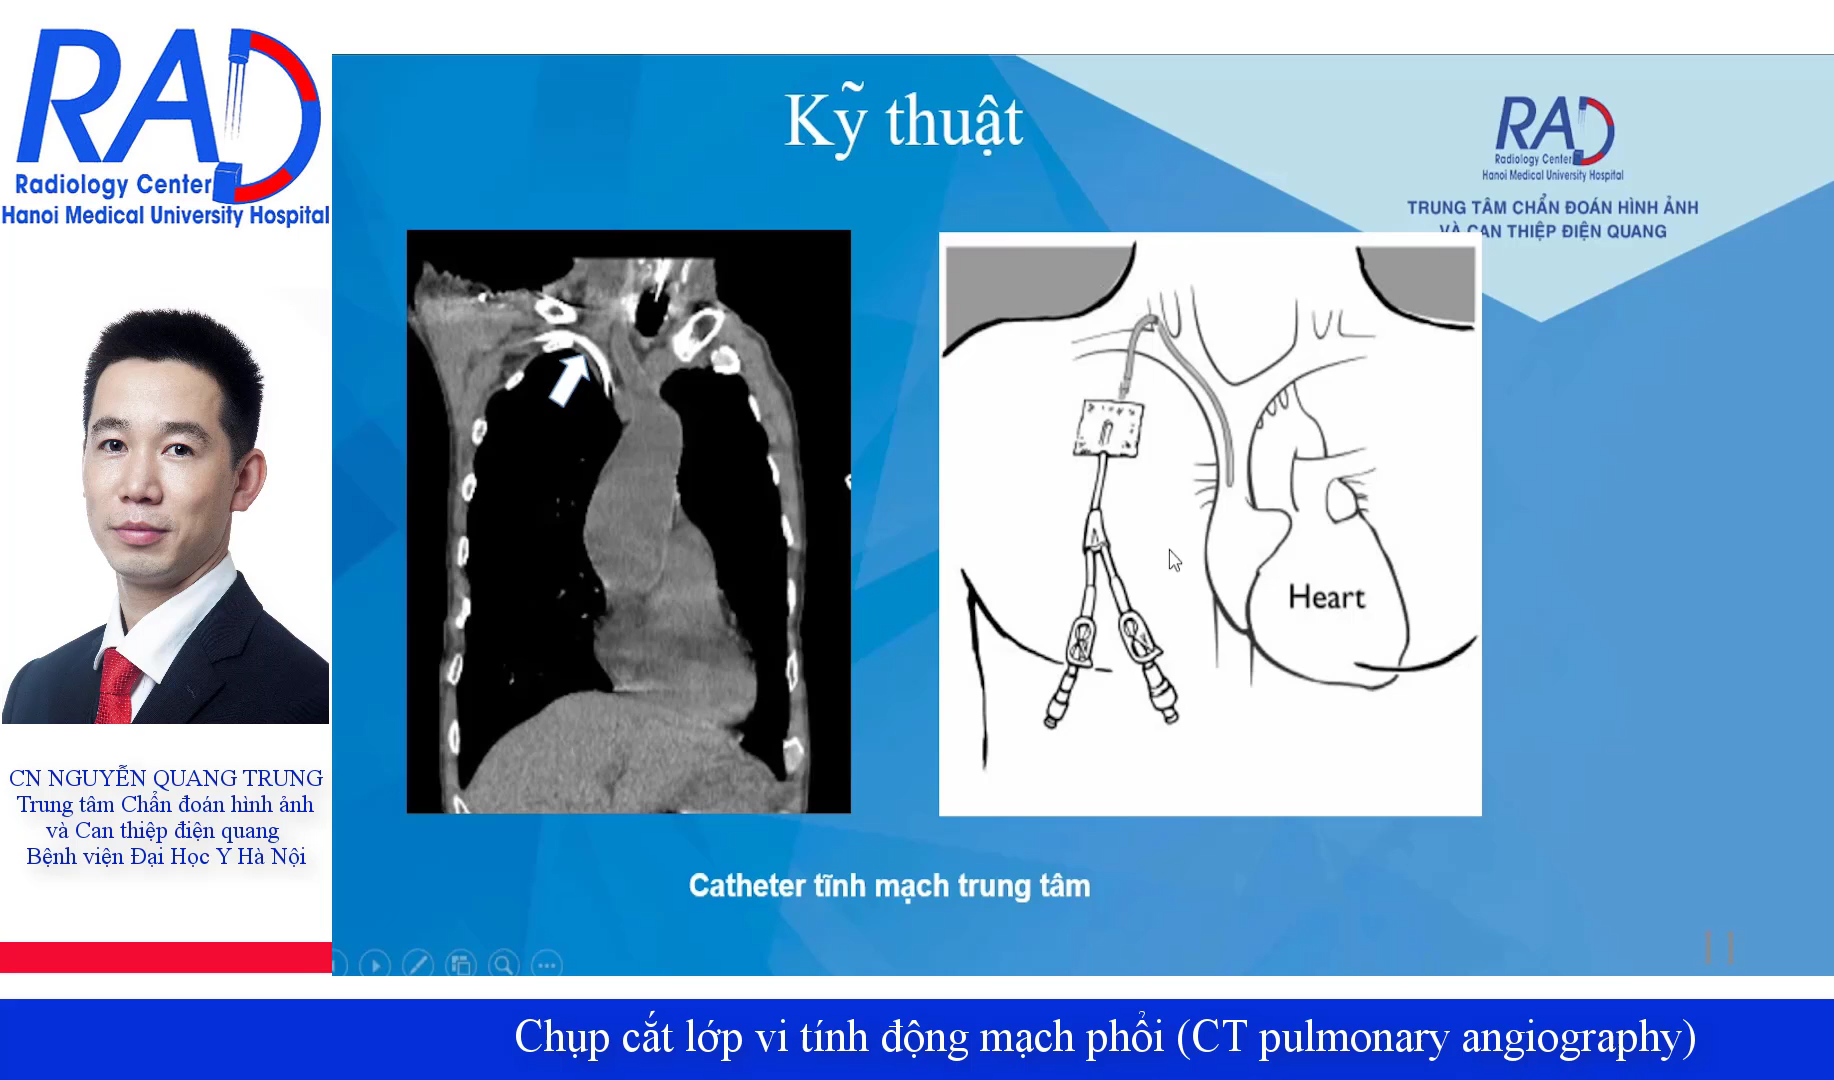 RAD
Radiology Center
Hanoi Medical University Hospital
CN NGUYỄN QUANG TRUNG
Trung tâm Chẩn đoán hình ảnh
và Can thiệp điện quang
Bệnh viện Đại Học Y Hà Nội
Kỹ thuật
RAD
Radiology Center
Hanoi Medical University Hospital
TRUNG TÂM CHẨN ĐOÁN HÌNH ẢNH
VÀ CAN THIỆP ĐIỆN QUANG
Heart
Catheter tĩnh mạch trung tâm
11
Chụp cắt lớp vi tính động mạch phổi (CT pulmonary angiography)